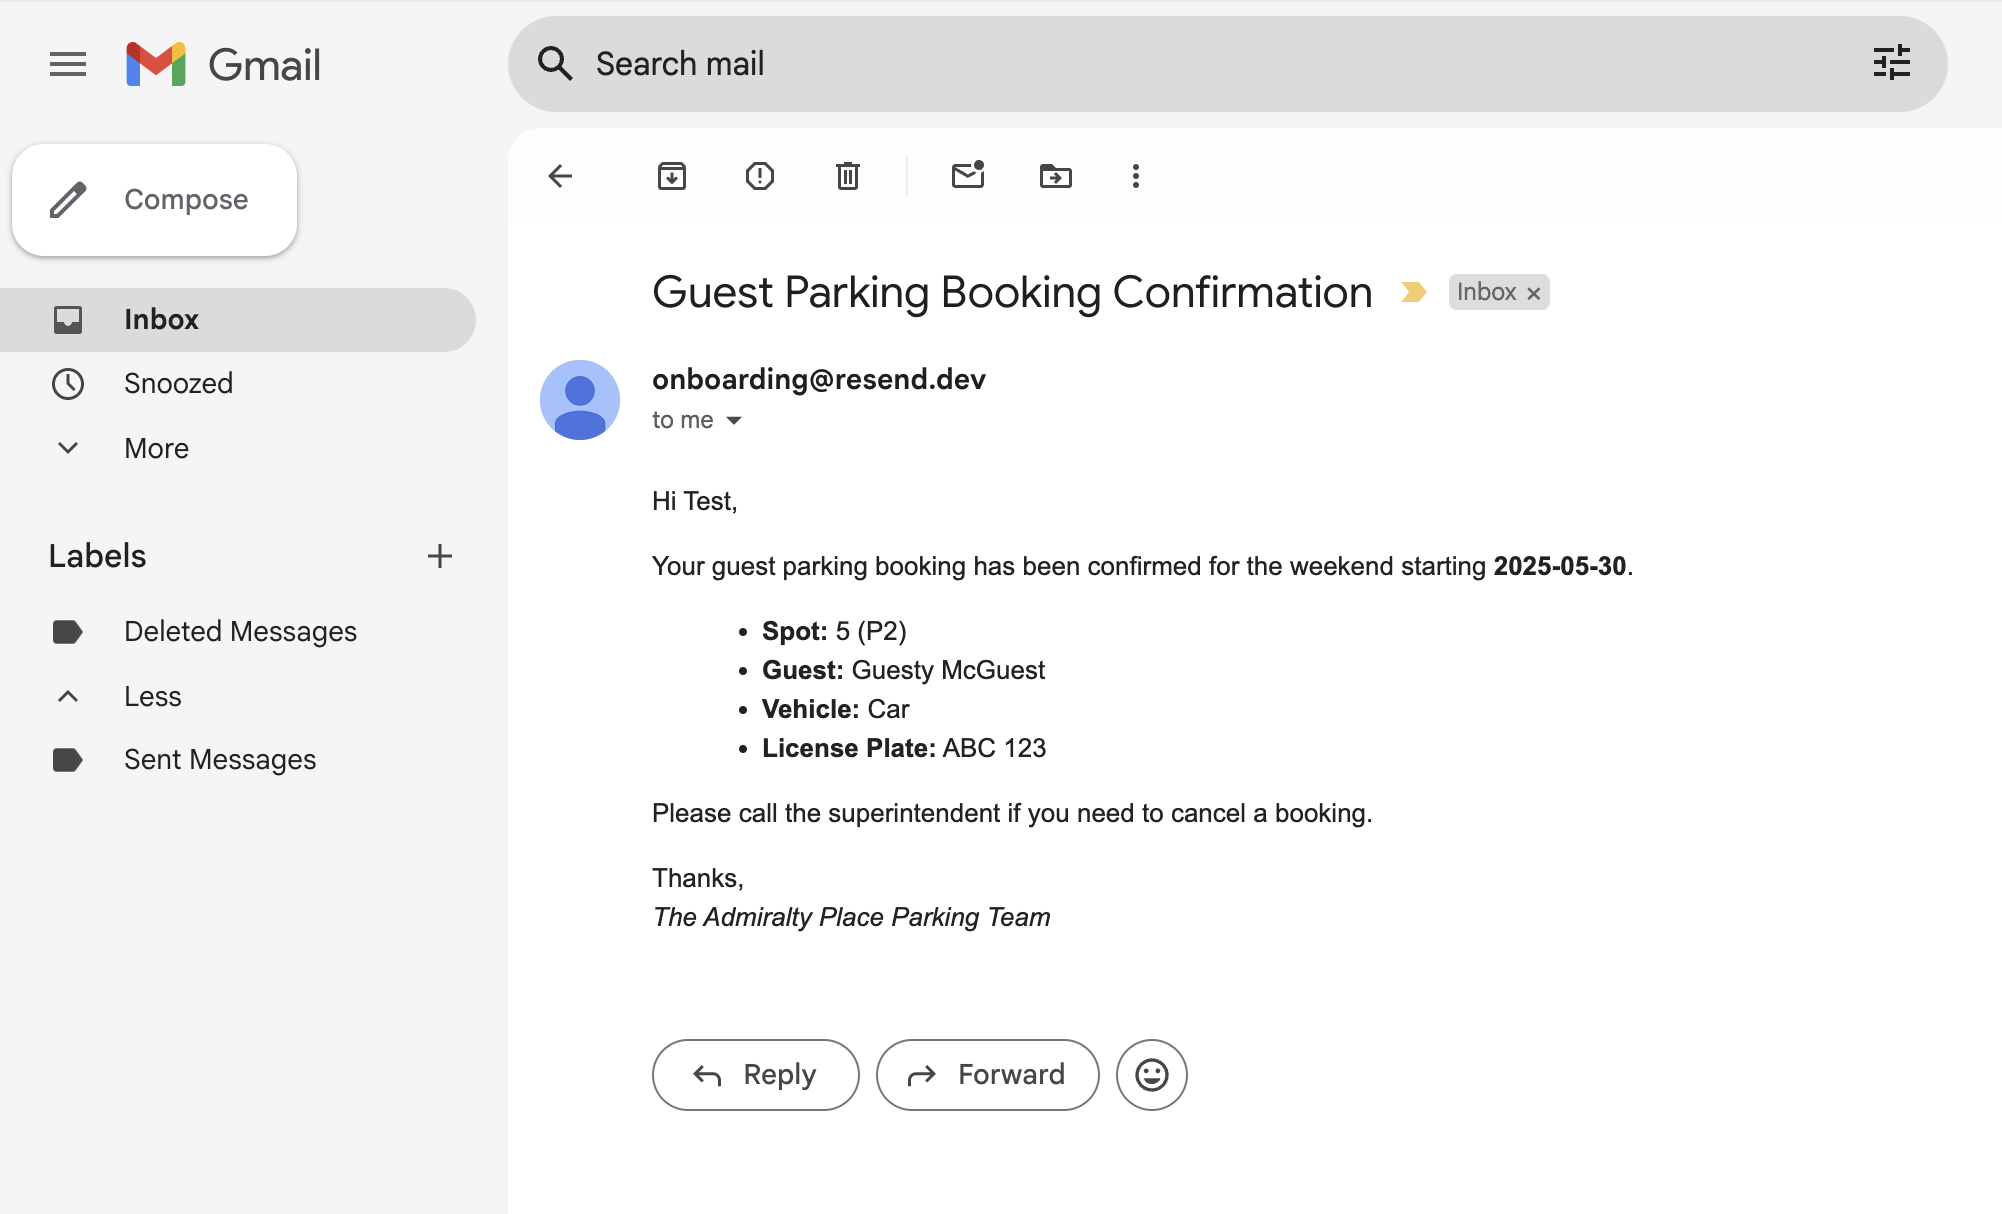 Gmail
Search mail
Compose
Inbox
Snoozed
More
Labels
Deleted Messages
Less
Sent Messages
Guest Parking Booking Confirmation
Inbox
onboarding@resend.dev
to me
Hi Test,
Your guest parking booking has been confirmed for the weekend starting 2025-05-30.
Spot: 5 (P2)
Guest: Guesty McGuest
Vehicle: Car
License Plate: ABC 123
Please call the superintendent if you need to cancel a booking.
Thanks,
The Admiralty Place Parking Team
Reply
Forward